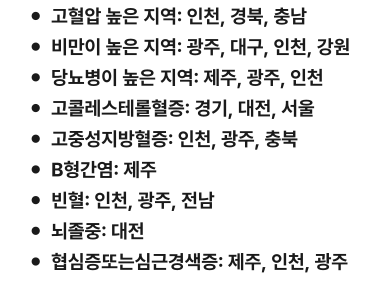 • 고혈압 높은 지역: 인천, 경북, 충남
• 비만이 높은 지역: 광주, 대구, 인천, 강원
• 당뇨병이 높은 지역: 제주, 광주, 인천
• 고콜레스테롤혈증: 경기, 대전, 서울
• 고중성지방혈증: 인천, 광주, 충북
• B형간염: 제주
• 빈혈: 인천, 광주, 전남
• 뇌졸중: 대전
• 협심증또는심근경색증: 제주, 인천, 광주